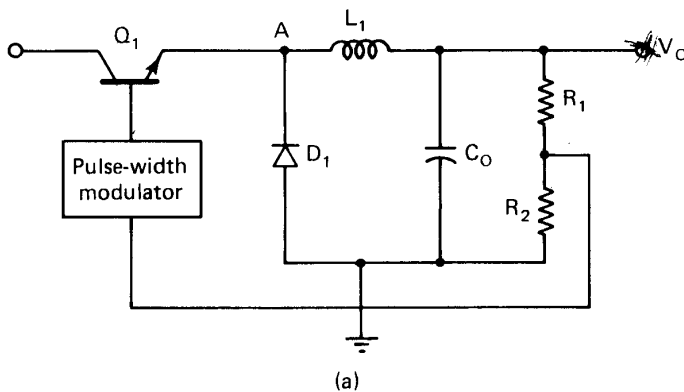 Q1
A
L1
Vo
R1
D1
Co
R2
Pulse-width
modulator
(a)